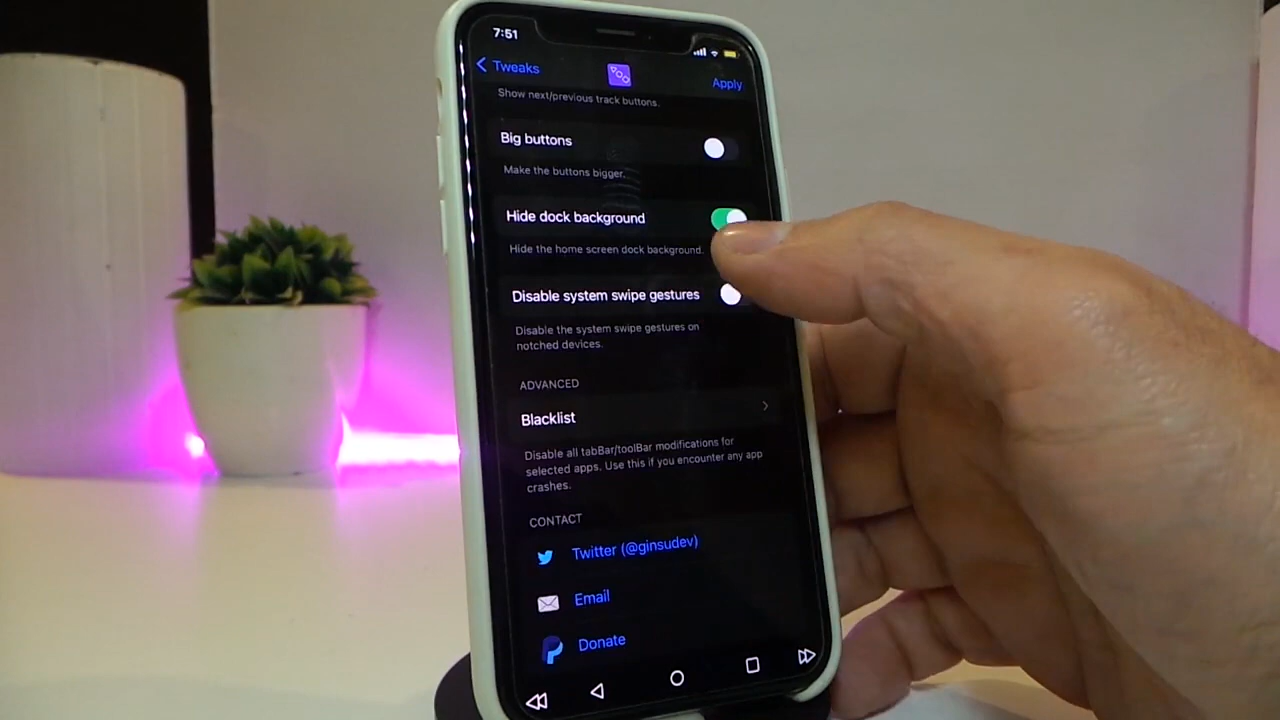 7:51
Tweaks
Apply
Show next/previous track buttons.
Big buttons
Make the buttons bigger.
Hide dock background
Hide the home screen dock background.
Disable system swipe gestures
Disable the system swipe gestures on
notched devices.
ADVANCED
Blacklist
Disable all tabBar/toolBar modifications for
selected apps. Use this if you encounter any app
crashes.
CONTACT
Twitter (@ginsudev)
Email
Donate